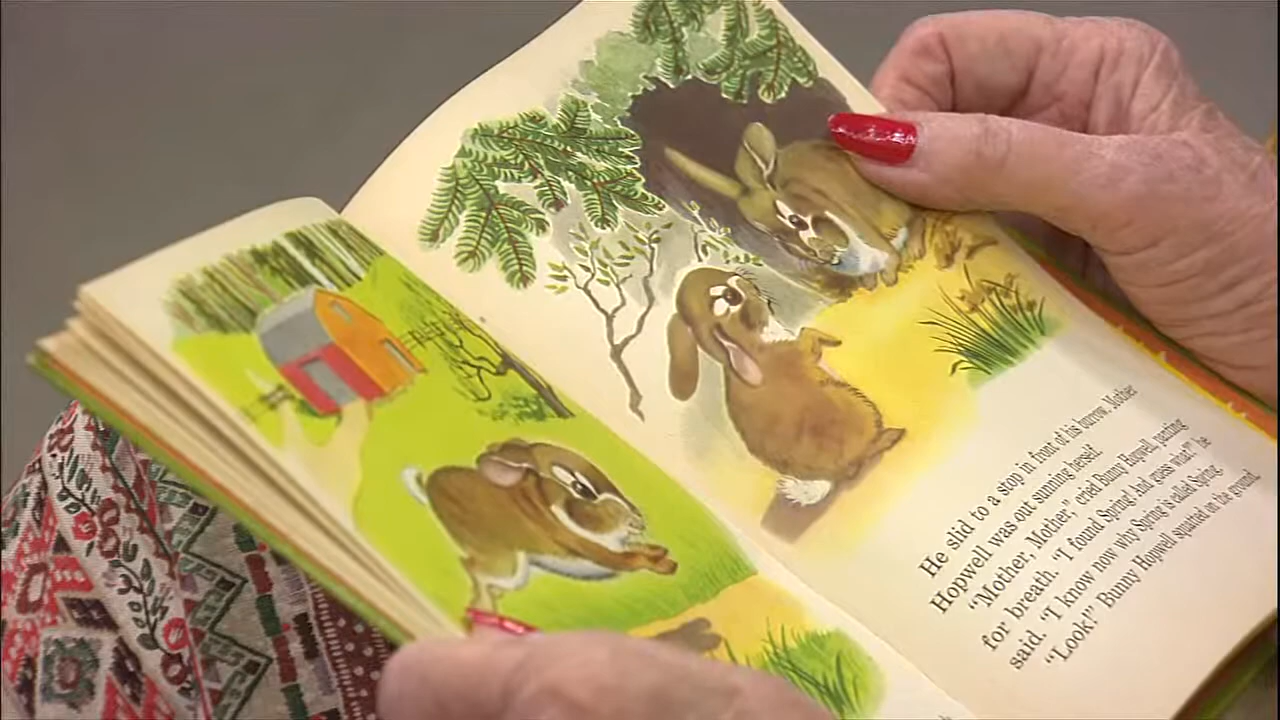 He slid to a stop in front of his burrow. Mother
Hopwell was out sunning herself.
“Mother, Mother,” cried Bunny Hopwell, panting
for breath. “I found Spring! And guess what?” he
said. “I know now why Spring is called Spring.
“Look!” Bunny Hopwell squatted on the ground.